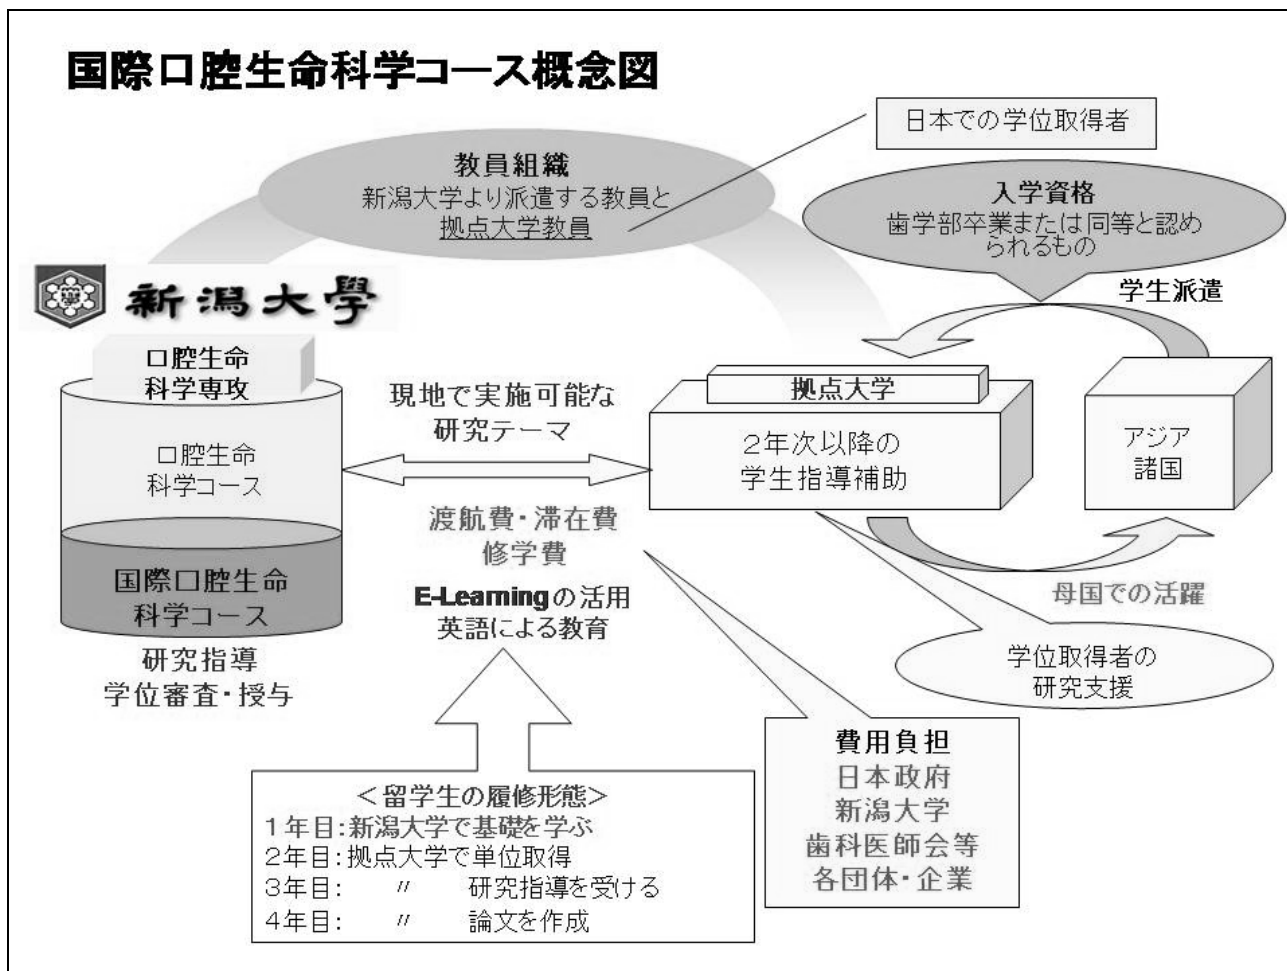 国際口腔生命科学コース概念図
日本での学位取得者
教員組織
新潟大学より派遣する教員と
拠点大学教員
入学資格
歯学部卒業または同等と認め
られるもの
学生派遣
新潟大學
口腔生命
科学専攻
口腔生命
科学コース
国際口腔生命
科学コース
研究指導
学位審査・授与
現地で実施可能な
研究テーマ
渡航費・滞在費
修学費
E-Learningの活用
英語による教育
拠点大学
2年次以降の
学生指導補助
アジア
諸国
母国での活躍
学位取得者の
研究支援
費用負担
日本政府
新潟大学
歯科医師会等
各団体・企業
＜留学生の履修形態＞
1年目：新潟大学で基礎を学ぶ
2年目：拠点大学で単位取得
3年目：　〃　研究指導を受ける
4年目：　〃　論文を作成